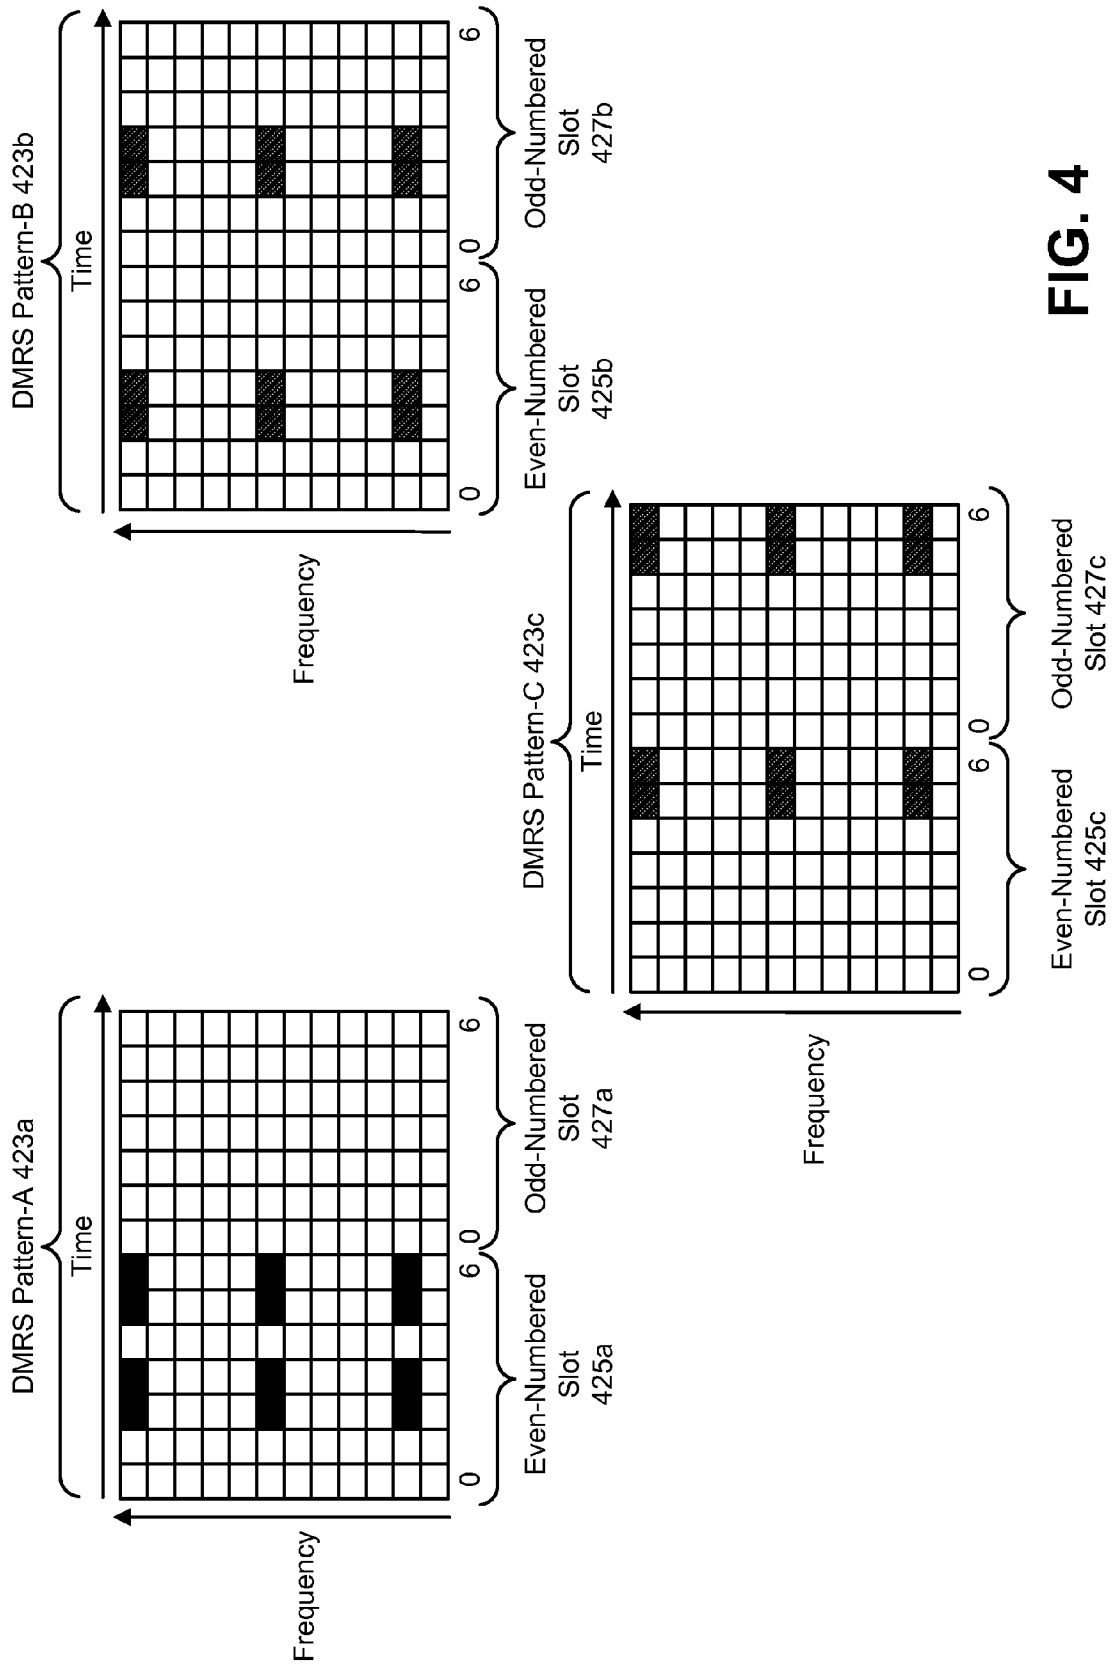 DMRS Pattern-A 423a
Time
Frequency
0
6
0
6
Even-Numbered
Slot
425a
Odd-Numbered
Slot
427a
DMRS Pattern-B 423b
Time
Frequency
0
6
0
6
Even-Numbered
Slot
425b
Odd-Numbered
Slot
427b
DMRS Pattern-C 423c
Time
Frequency
0
6
0
6
Even-Numbered
Slot 425c
Odd-Numbered
Slot 427c
FIG. 4